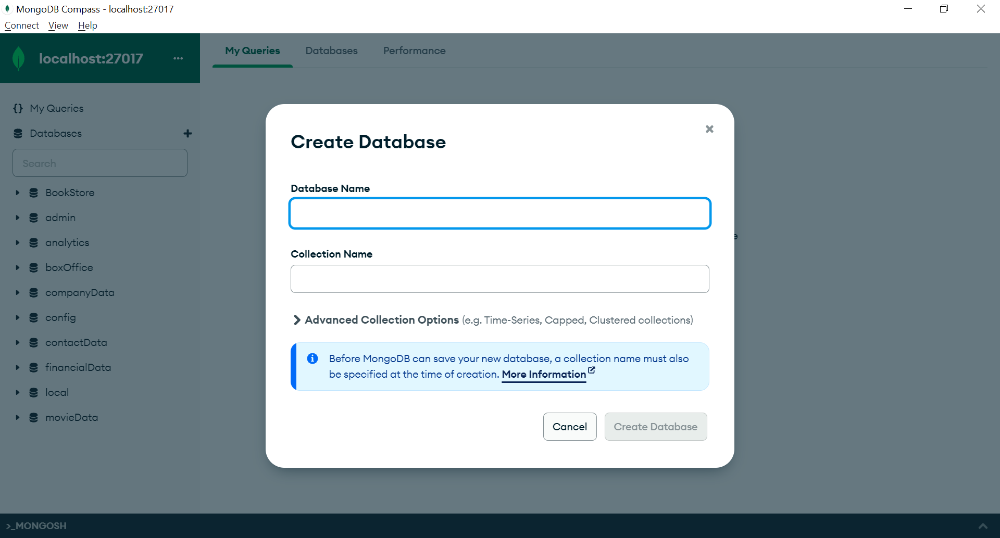 MongoDB Compass - localhost:27017
Connect View Help
localhost:27017
My Queries Databases Performance
{} My Queries
Databases
Search
BookStore
admin
analytics
boxOffice
companyData
config
contactData
financialData
local
movieData
Create Database
Database Name
Collection Name
Advanced Collection Options (e.g. Time-Series, Capped, Clustered collections)
Before MongoDB can save your new database, a collection name must also
be specified at the time of creation. More Information
Cancel Create Database
>_MONGOSH